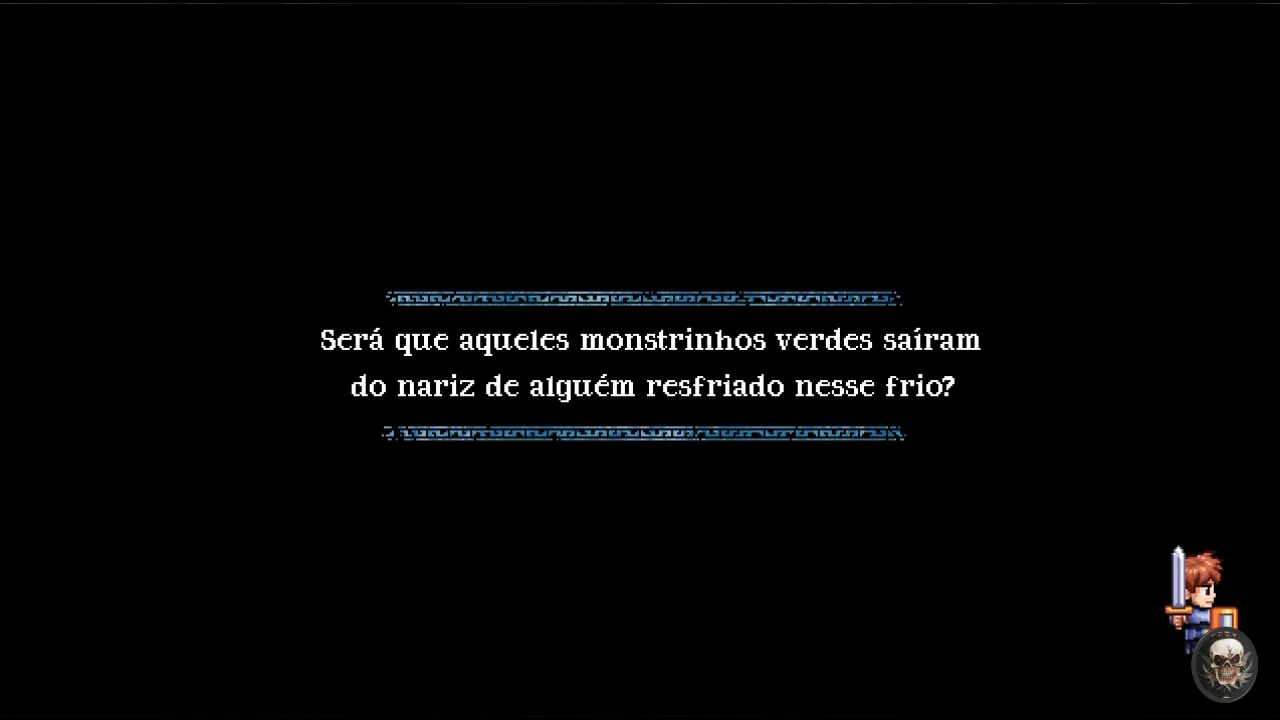 Será que aqueles monstrinhos verdes saíram
do nariz de alguém resfriado nesse frio?